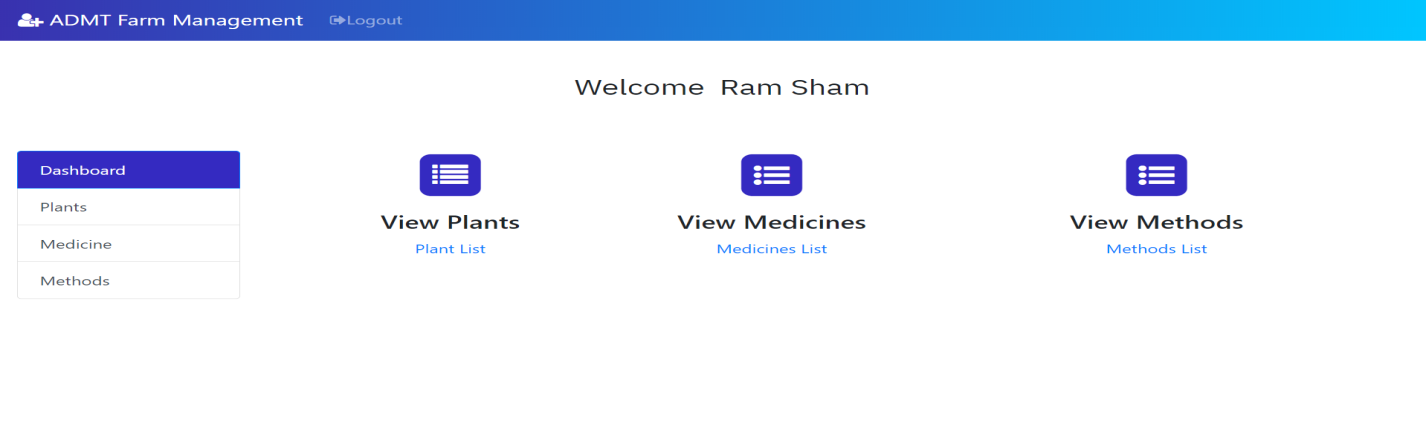 ADMT Farm Management Logout
Welcome Ram Sham
Dashboard
Plants
Medicine
Methods
View Plants
Plant List
View Medicines
Medicines List
View Methods
Methods List